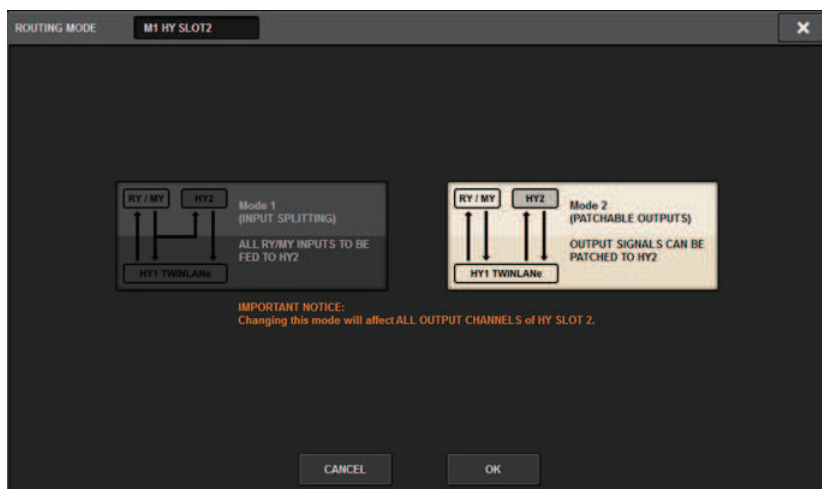 ROUTING MODE
M1 HY SLOT2
RY / MY
HY2
HY1 TWINLANe
Mode 1
(INPUT SPLITTING)
ALL RY/MY INPUTS TO BE
FED TO HY2
RY / MY
HY2
HY1 TWINLANe
Mode 2
(PATCHABLE OUTPUTS)
OUTPUT SIGNALS CAN BE
PATCHED TO HY2
IMPORTANT NOTICE:
Changing this mode will affect ALL OUTPUT CHANNELS of HY SLOT 2.
CANCEL
OK